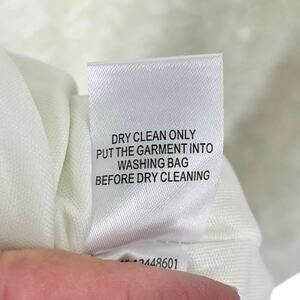 DRY CLEAN ONLY
PUT THE GARMENT INTO
WASHING BAG
BEFORE DRY CLEANING